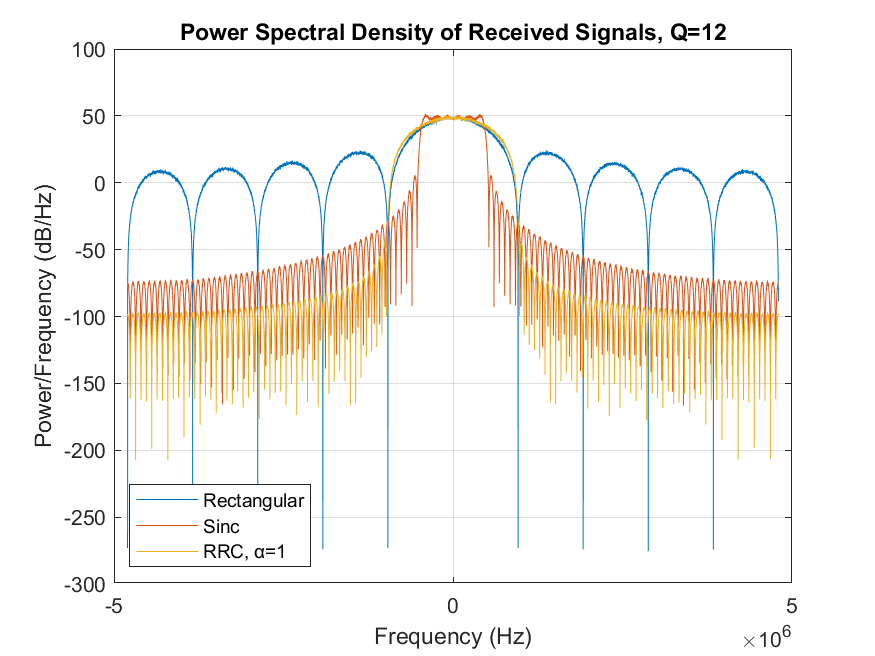 Power Spectral Density of Received Signals, Q=12
100
50
0
-50
-100
-150
-200
-250
-300
Power/Frequency (dB/Hz)
Rectangular
Sinc
RRC, α=1
-5
0
5
Frequency (Hz)
×10⁶